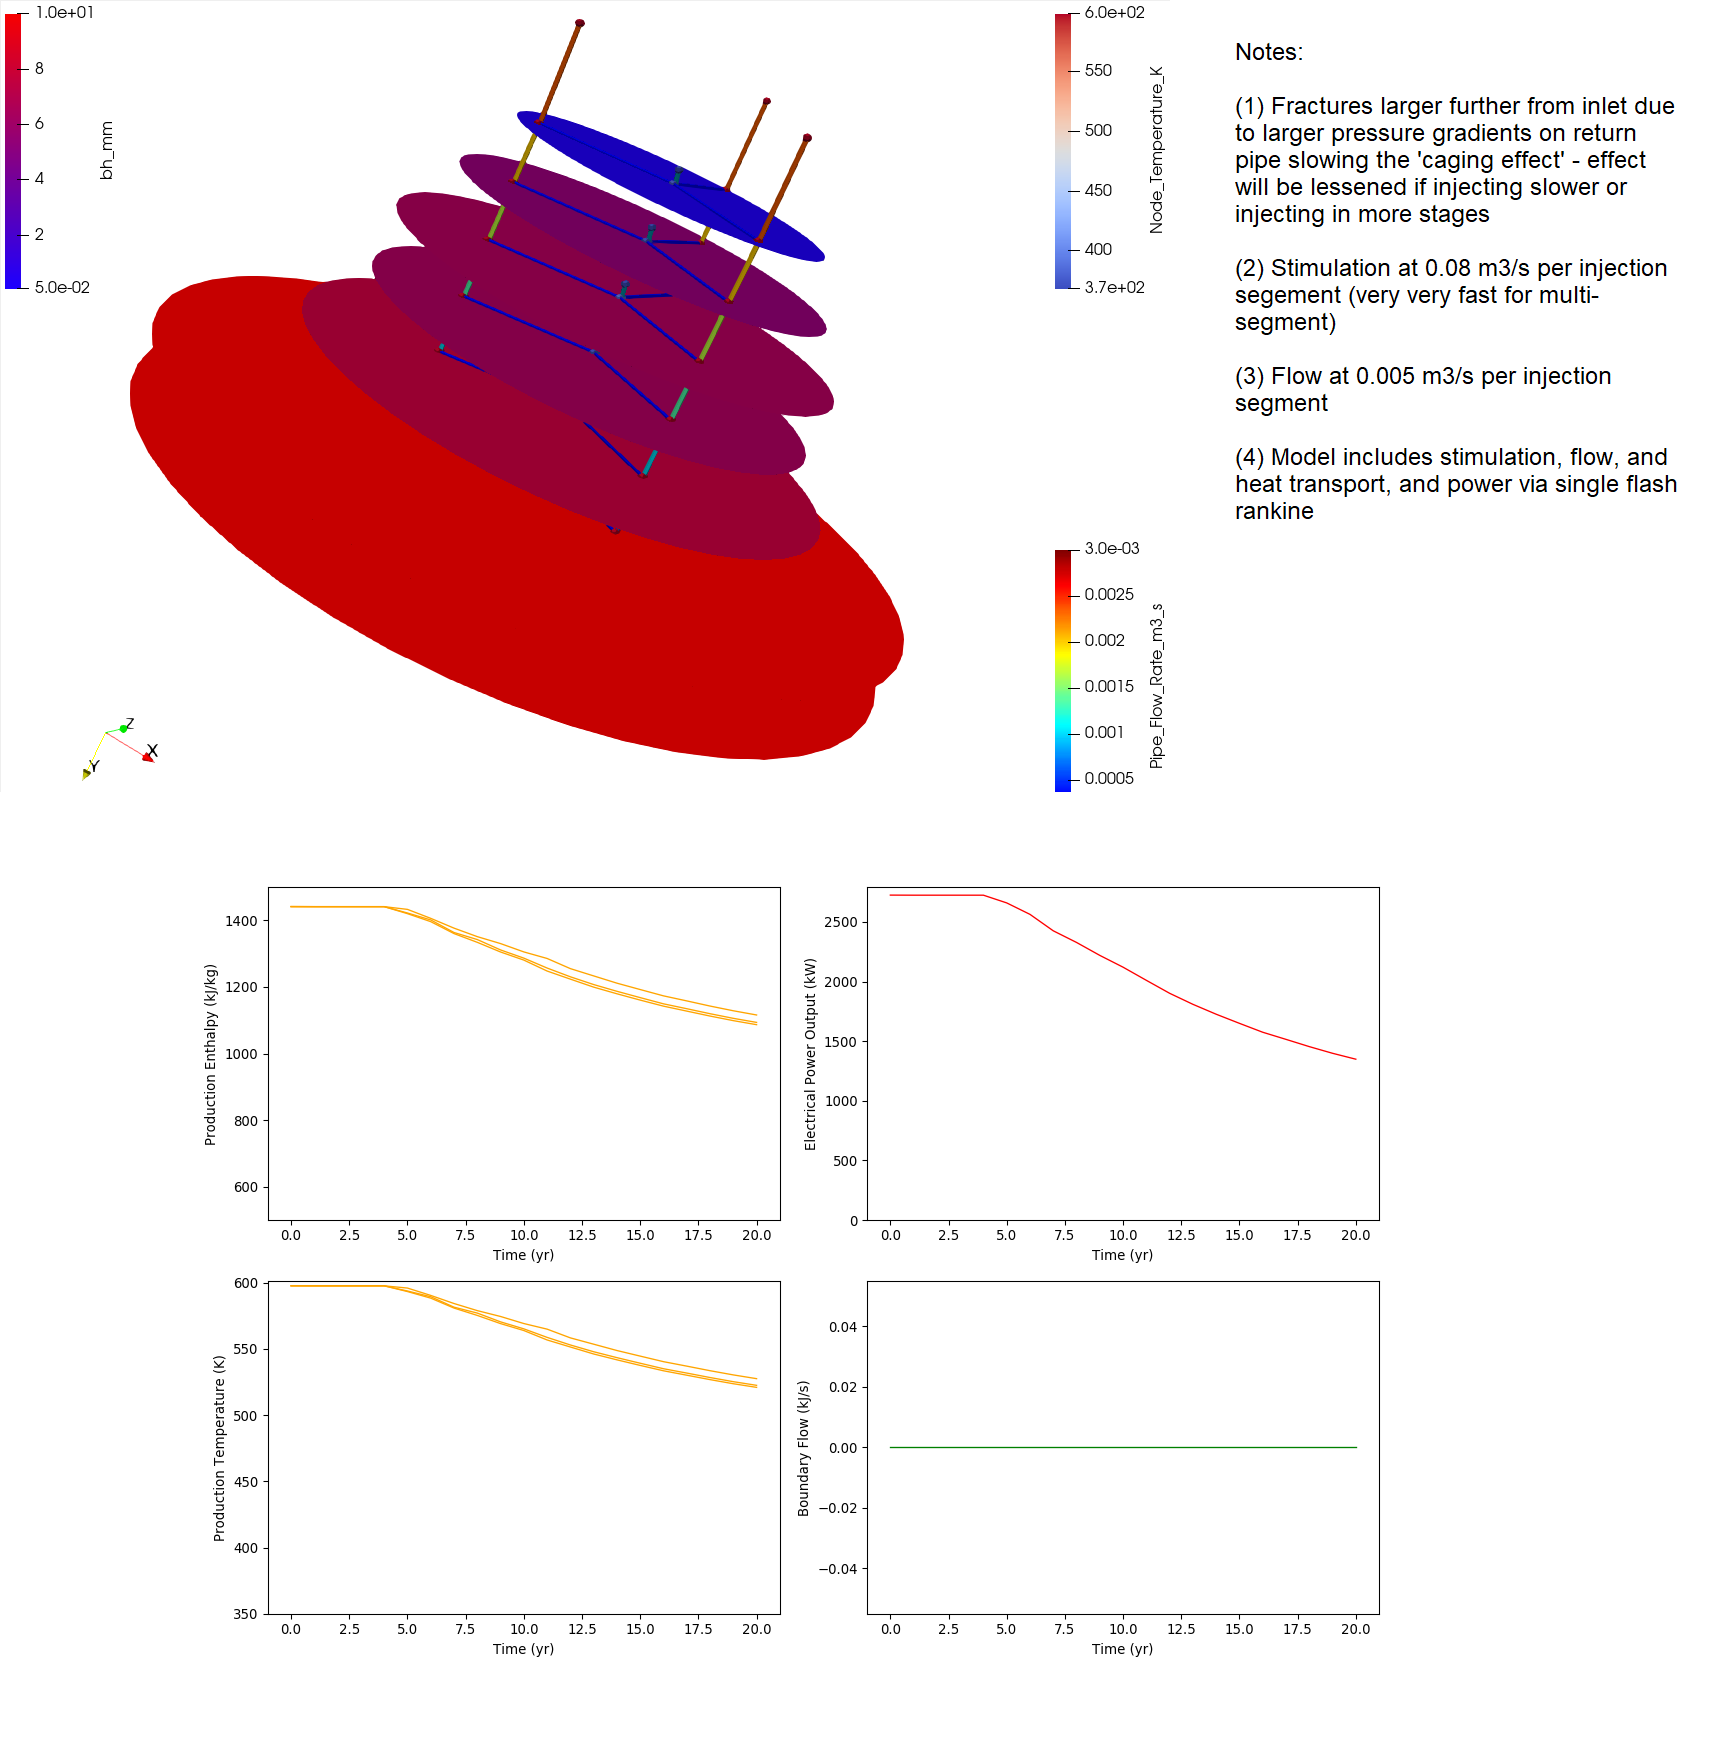 1.0e+01
8
6
4
2
5.0e-02
bh_mm
6.0e+02
550
500
450
400
3.7e+02
Node_Temperature_K
3.0e-03
0.0025
0.002
0.0015
0.001
0.0005
Pipe_Flow_Rate_m3_s
Z
X
Y
Notes:
(1) Fractures larger further from inlet due
to larger pressure gradients on return
pipe slowing the 'caging effect' - effect
will be lessened if injecting slower or
injecting in more stages
(2) Stimulation at 0.08 m3/s per injection
segement (very very fast for multi-
segment)
(3) Flow at 0.005 m3/s per injection
segment
(4) Model includes stimulation, flow, and
heat transport, and power via single flash
rankine
Production Enthalpy (kJ/kg)
1400
1200
1000
800
600
0.0 2.5 5.0 7.5 10.0 12.5 15.0 17.5 20.0
Time (yr)
Electrical Power Output (kW)
2500
2000
1500
1000
500
0
0.0 2.5 5.0 7.5 10.0 12.5 15.0 17.5 20.0
Time (yr)
Production Temperature (K)
600
550
500
450
400
350
0.0 2.5 5.0 7.5 10.0 12.5 15.0 17.5 20.0
Time (yr)
Boundary Flow (kJ/s)
0.04
0.02
0.00
−0.02
−0.04
0.0 2.5 5.0 7.5 10.0 12.5 15.0 17.5 20.0
Time (yr)